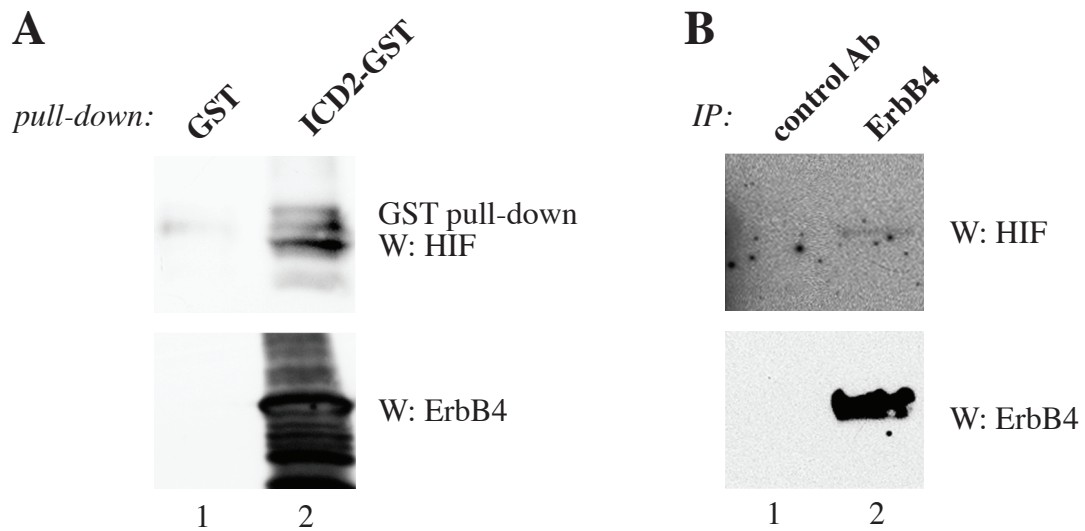 A
pull-down:
GST
ICD2-GST
GST pull-down
W: HIF
W: ErbB4
1 2
B
IP:
control Ab
ErbB4
W: HIF
W: ErbB4
1 2